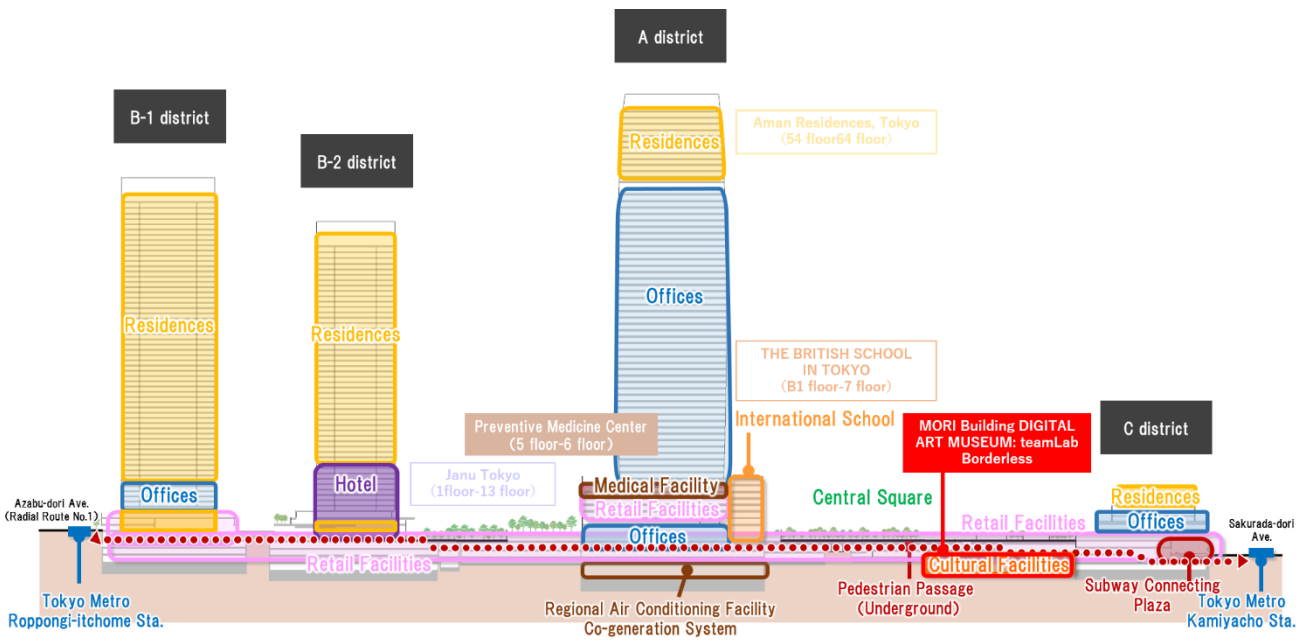 A district
B-1 district
B-2 district
Residences
Aman Residences, Tokyo
(54 floor64 floor)
Residences
Residences
Offices
THE BRITISH SCHOOL
IN TOKYO
(B1 floor-7 floor)
International School
Preventive Medicine Center
(5 floor-6 floor)
MORI Building DIGITAL
ART MUSEUM: teamLab
Borderless
C district
Janu Tokyo
(1floor-13 floor)
Hotel
Medical Facility
Offices
Azabu-dori Ave.
(Radial Route No.1)
Retail Facilities
Central Square
Residences
Retail Facilities
Offices
Sakurada-dori
Ave.
Offices
Retail Facilities
Cultural Facilities
Pedestrian Passage
(Underground)
Subway Connecting
Plaza
Tokyo Metro
Roppongi-itchome Sta.
Regional Air Conditioning Facility
Co-generation System
Tokyo Metro
Kamiyacho Sta.